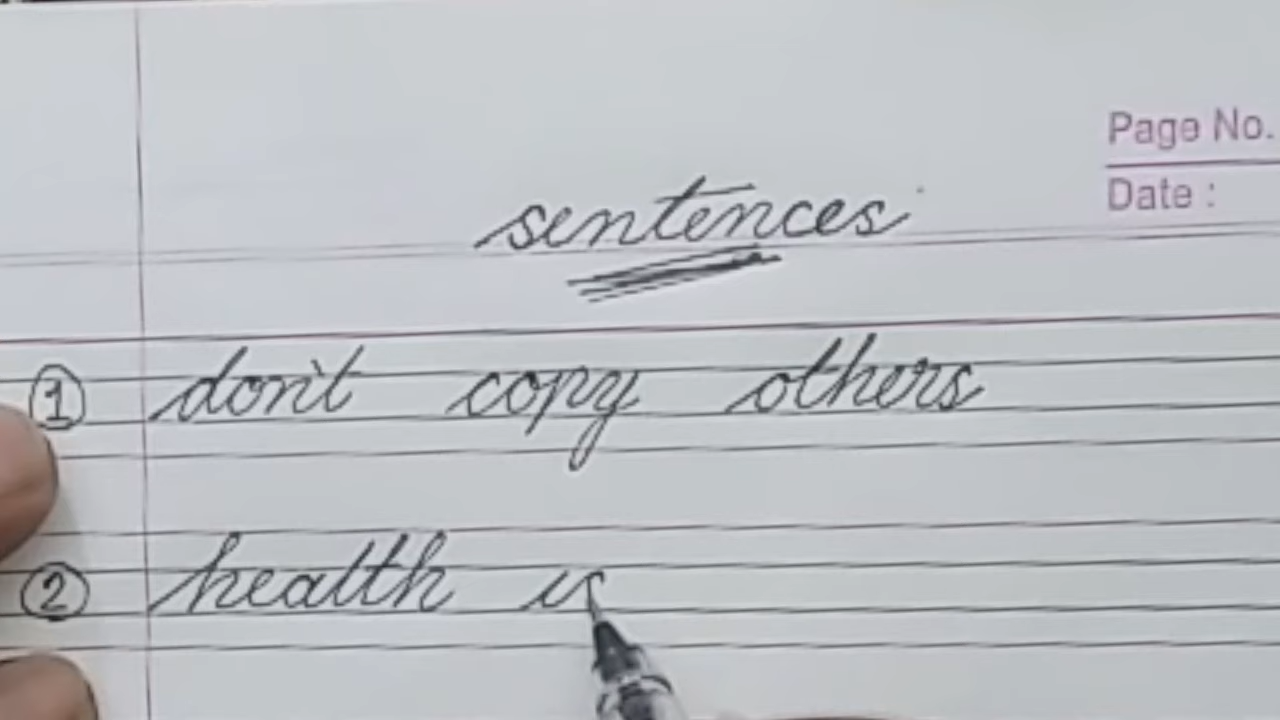 Page No.
Date :
sentences
① don't copy others
② health is